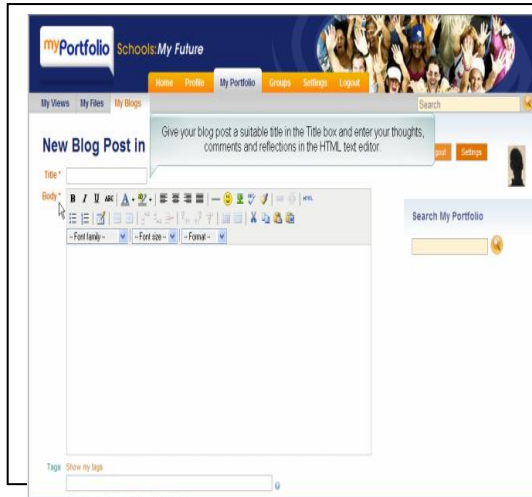 myPortfolio Schools:My Future
Home Profile My Portfolio Groups Settings Logout
My Views My Files My Blogs Search
Give your blog post a suitable title in the Title box and enter your thoughts,
comments and reflections in the HTML text editor.
New Blog Post in
Settings
Title *
Body *
B I U ABC A HTML
-- Font family -- -- Font size -- -- Format --
Search My Portfolio
Tags Show my tags